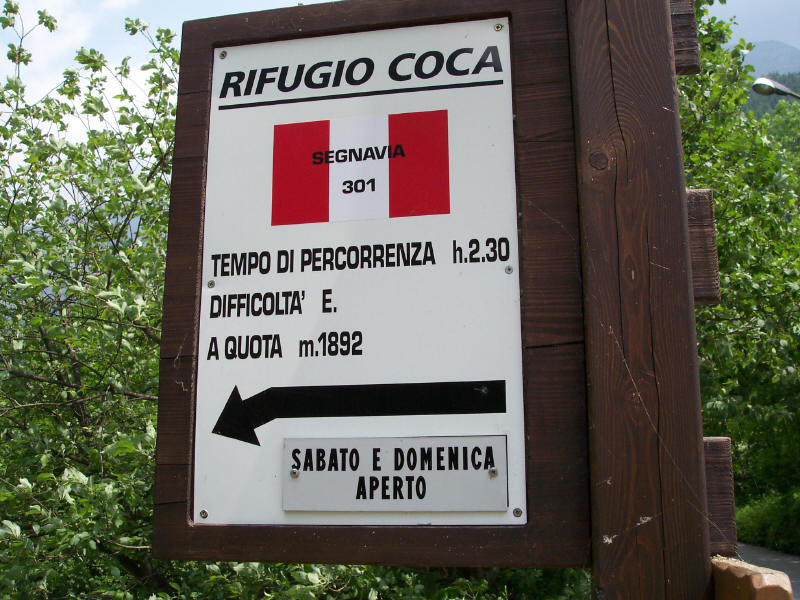 RIFUGIO COCA
SEGNAVIA
301
TEMPO DI PERCORRENZA h.2.30
DIFFICOLTA' E.
A QUOTA m.1892
SABATO E DOMENICA
APERTO